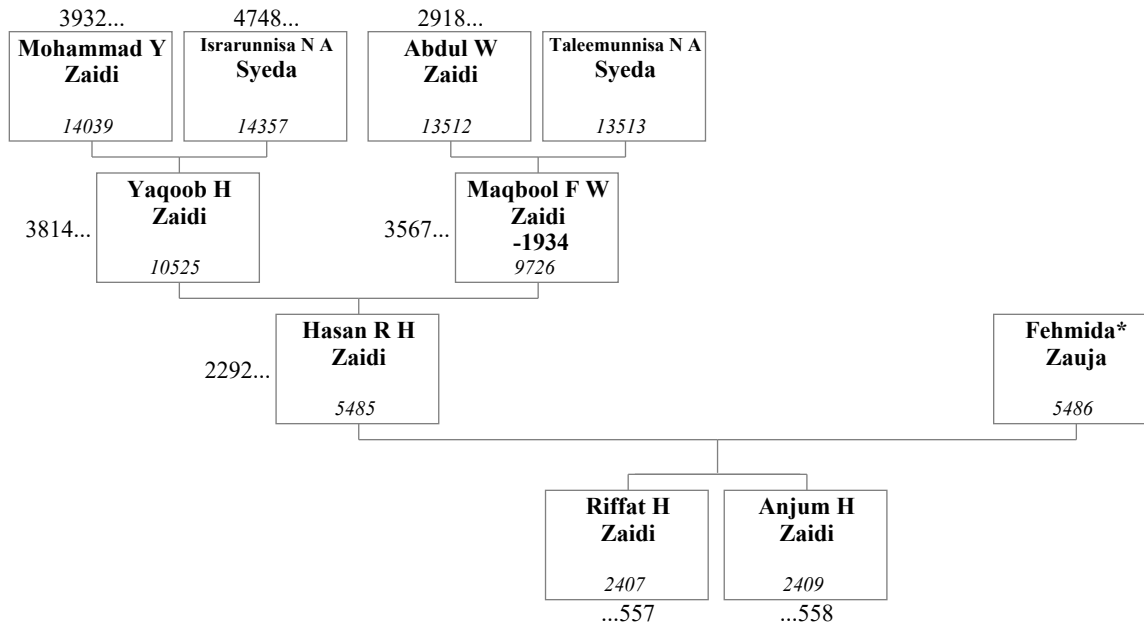 3932...
4748...
2918...
Mohammad Y
Zaidi
14039
Israrunnisa N A
Syeda
14357
Abdul W
Zaidi
13512
Taleemunnisa N A
Syeda
13513
3814...
Yaqoob H
Zaidi
10525
3567...
Maqbool F W
Zaidi
-1934
9726
2292...
Hasan R H
Zaidi
5485
Fehmida*
Zauja
5486
Riffat H
Zaidi
2407
Anjum H
Zaidi
2409
...557
...558